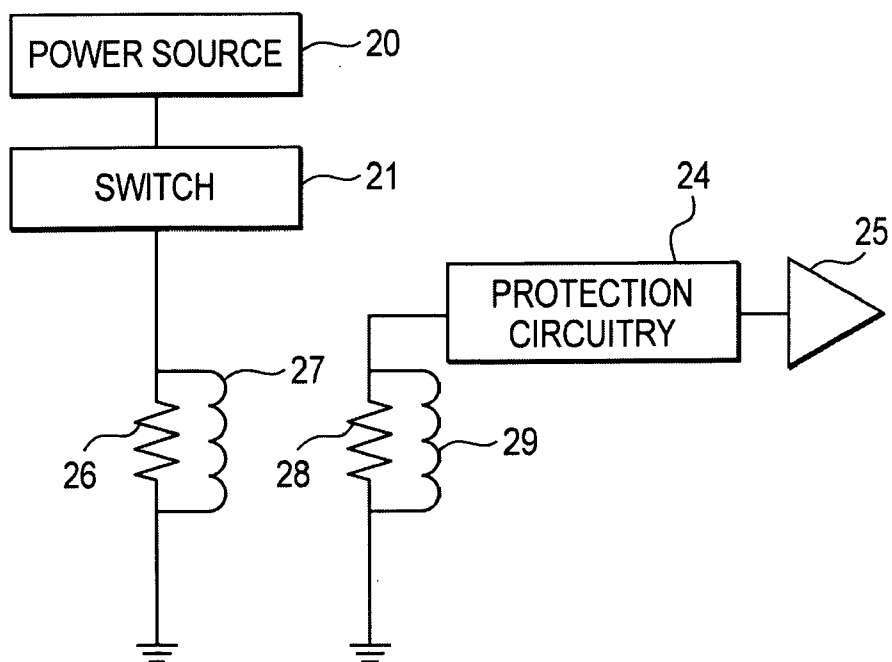 POWER SOURCE
20
SWITCH
21
24
25
PROTECTION
CIRCUITRY
27
26
28
29